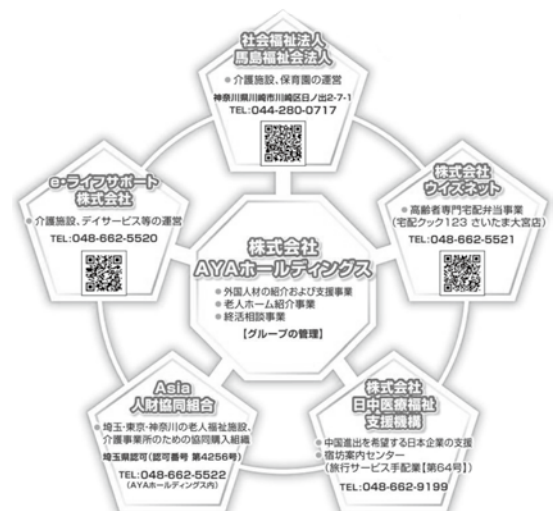 社会福祉法人
馬島福祉会法人
●介護施設、保育園の運営
神奈川県川崎市川崎区日ノ出2-7-1
TEL:044-280-0717
e・ライフサポート
株式会社
●介護施設、デイサービス等の運営
TEL:048-662-5520
株式会社
ウイズネット
●高齢者専門宅配弁当事業
(宅配クック123 さいたま大宮店)
TEL:048-662-5521
株式会社
AYAホールディングス
●外国人材の紹介および支援事業
●老人ホーム紹介事業
●終活相談事業
【グループの管理】
Asia
人財協同組合
●埼玉・東京・神奈川の老人福祉施設、
介護事業所のための協同購入組織
埼玉県認可(認可番号 第4256号)
TEL:048-662-5522
(AYAホールディングス内)
株式会社
日中医療福祉
支援機構
●中国進出を希望する日本企業の支援
●宿坊案内センター
(旅行サービス手配業【第64号】)
TEL:048-662-9199